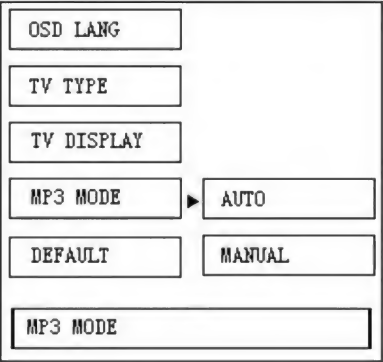 OSD LANG
TV TYPE
TV DISPLAY
MP3 MODE ▶ AUTO
DEFAULT MANUAL
MP3 MODE